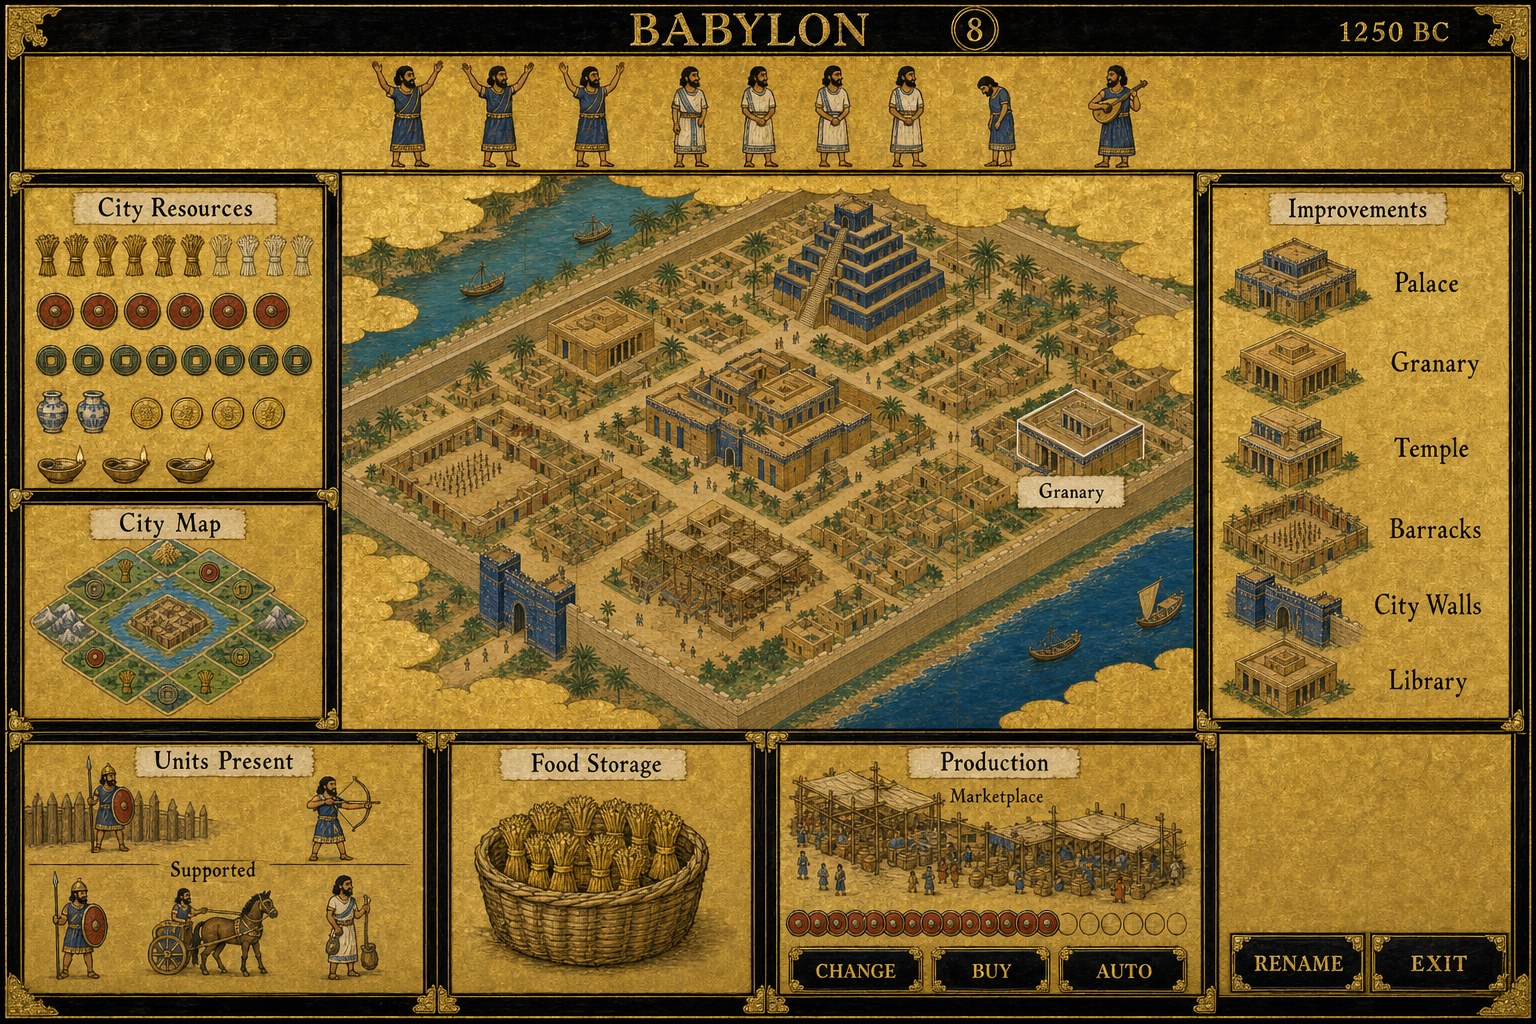 BABYLON 8 1250 BC
City Resources
Improvements
Palace
Granary
Temple
Barracks
City Walls
Library
Granary
City Map
Units Present
Supported
Food Storage
Production
Marketplace
CHANGE BUY AUTO
RENAME EXIT